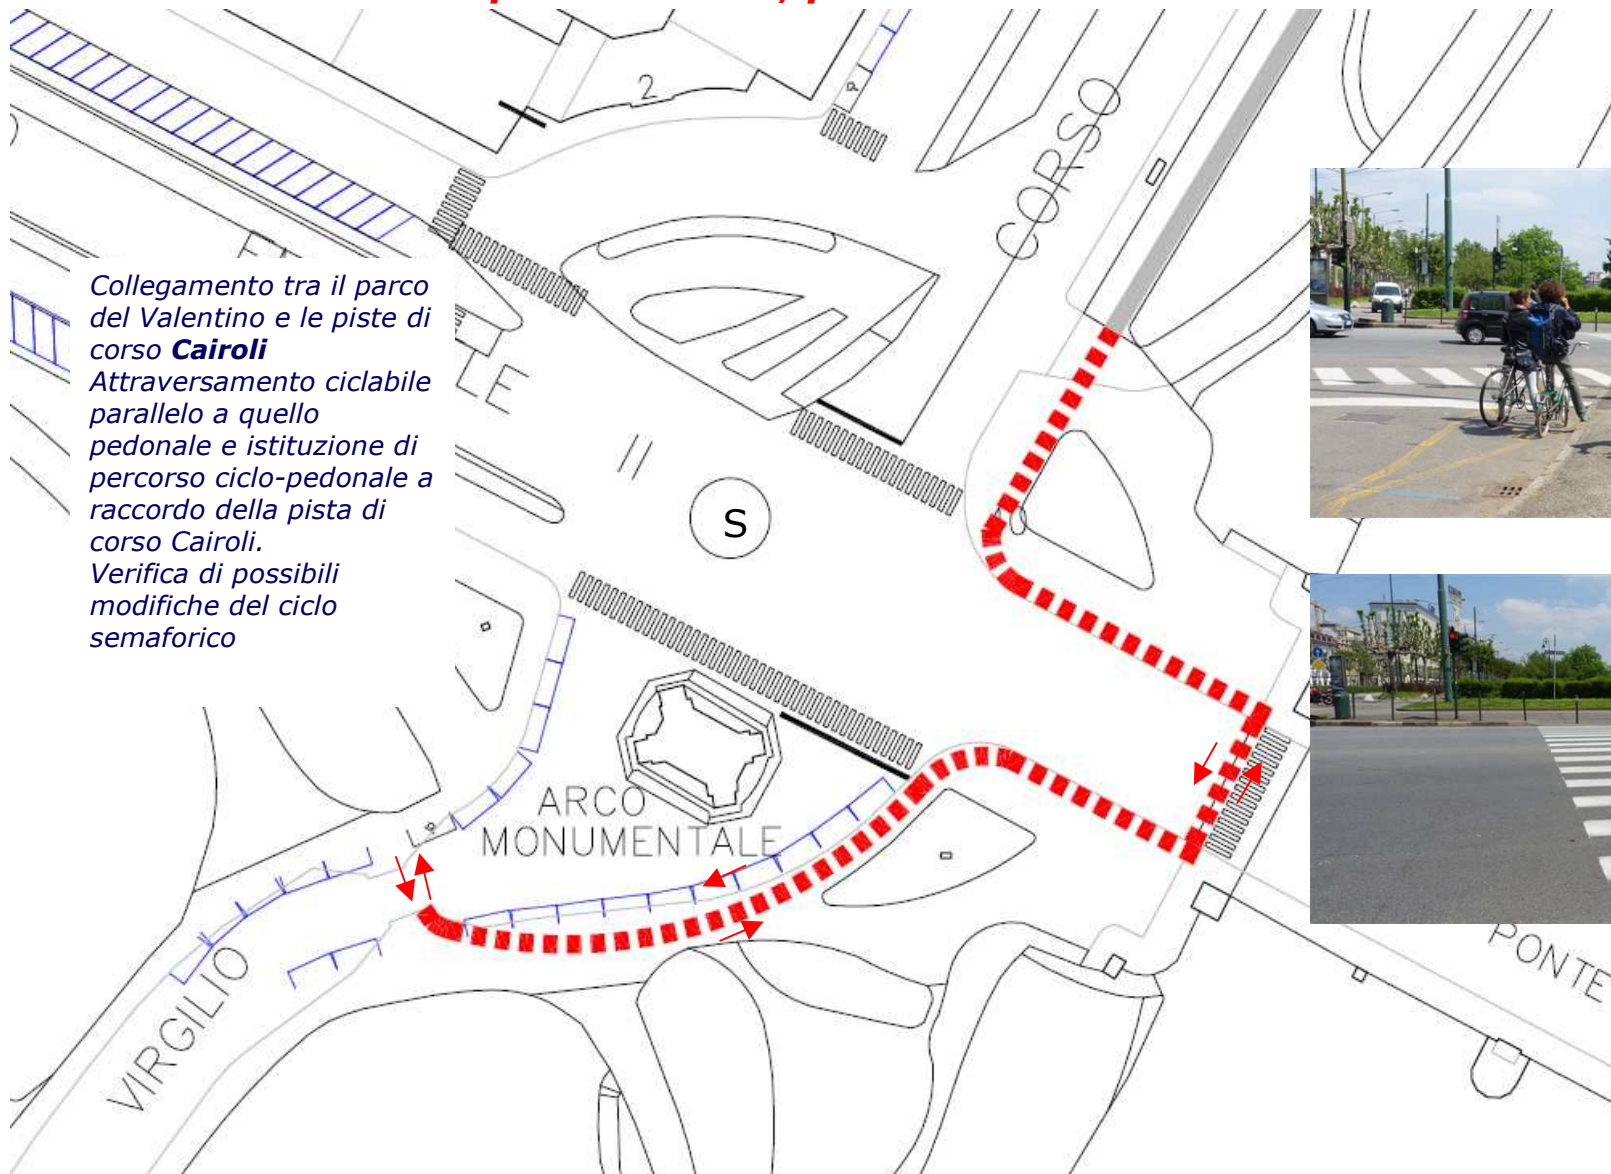 2
P
CORSO
Collegamento tra il parco
del Valentino e le piste di
corso Cairoli
Attraversamento ciclabile
parallelo a quello
pedonale e istituzione di
percorso ciclo-pedonale a
raccordo della pista di
corso Cairoli.
Verifica di possibili
modifiche del ciclo
semaforico
LE
S
ARCO
MONUMENTALE
P
VIRGILIO
PONTE